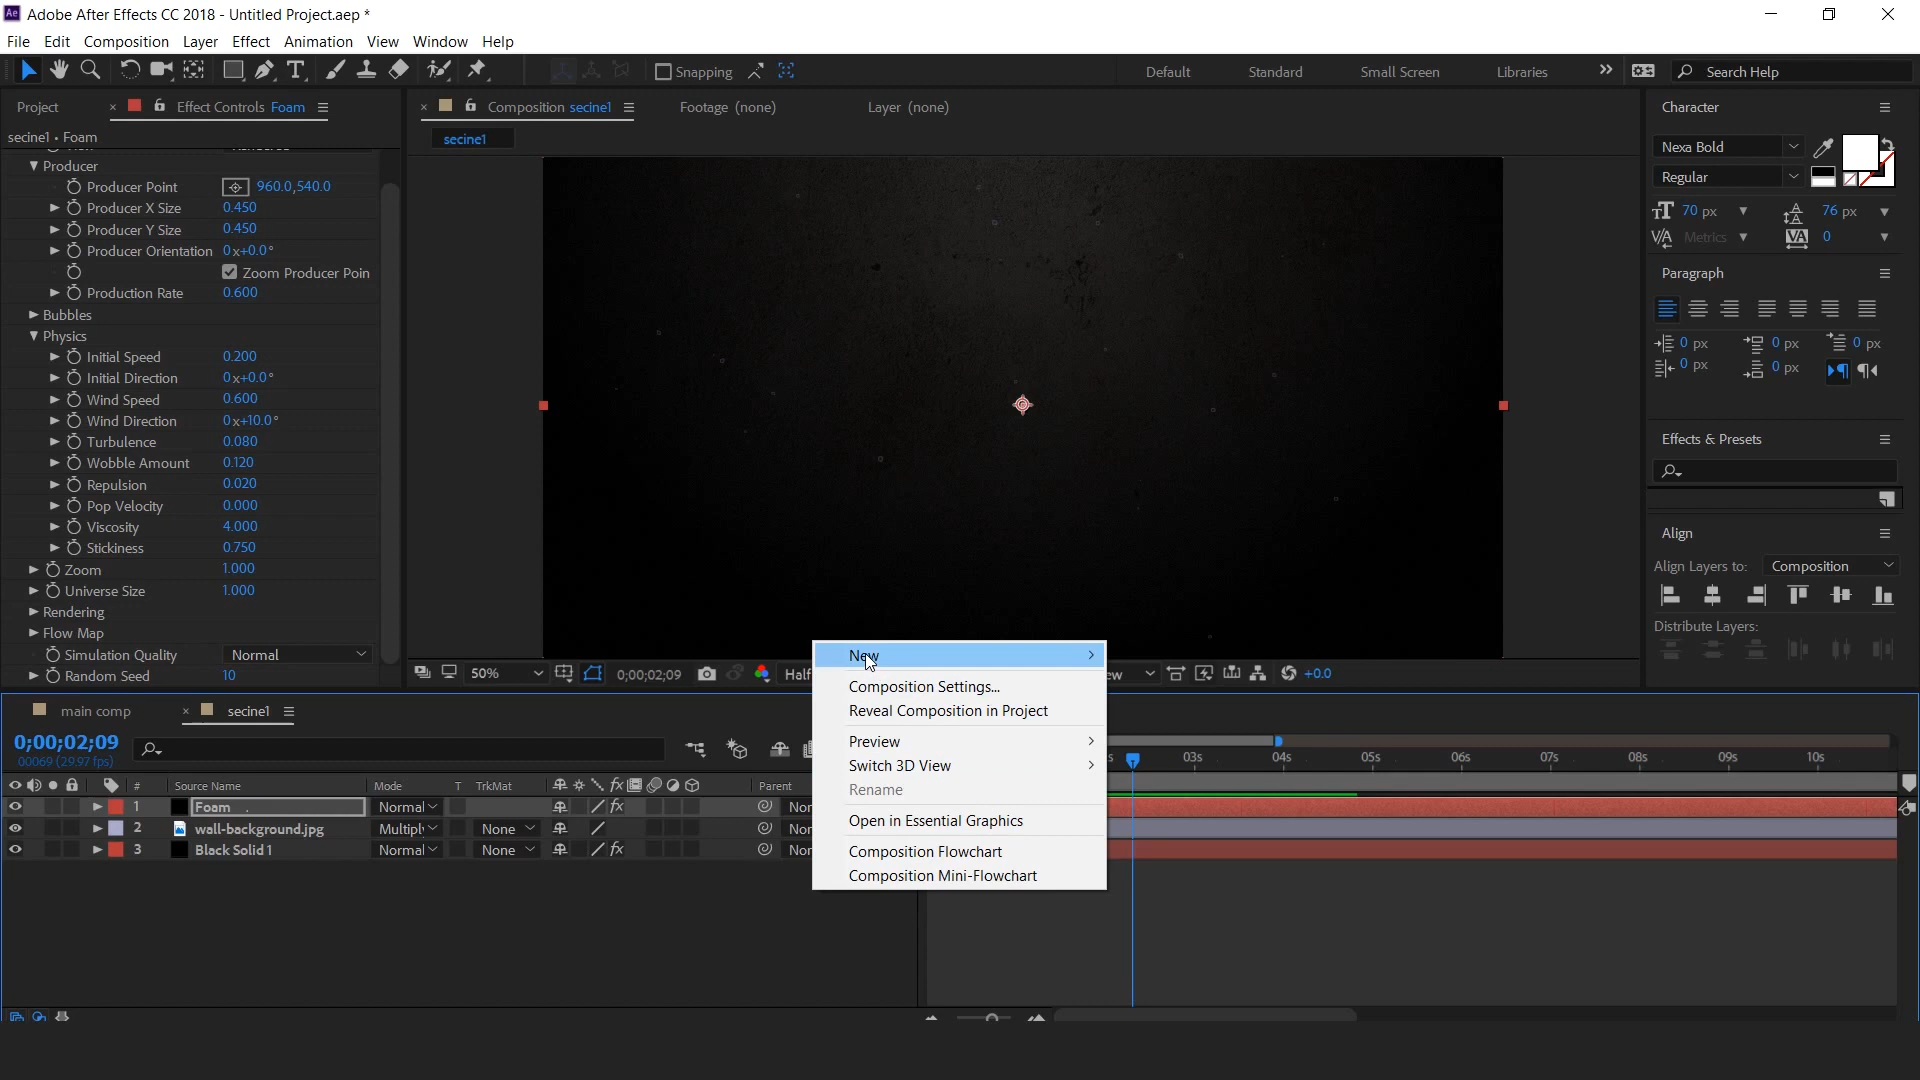 Adobe After Effects CC 2018 - Untitled Project.aep *
File Edit Composition Layer Effect Animation View Window Help
Snapping
Default Standard Small Screen Libraries
Search Help
Project
Effect Controls Foam
Composition secine1
Footage (none)
Layer (none)
secine1 • Foam
secine1
Producer
Producer Point 960.0,540.0
Producer X Size 0.450
Producer Y Size 0.450
Producer Orientation 0x+0.0°
Zoom Producer Poin
Production Rate 0.600
Bubbles
Physics
Initial Speed 0.200
Initial Direction 0x+0.0°
Wind Speed 0.600
Wind Direction 0x+10.0°
Turbulence 0.080
Wobble Amount 0.120
Repulsion 0.020
Pop Velocity 0.000
Viscosity 4.000
Stickiness 0.750
Zoom 1.000
Universe Size 1.000
Rendering
Flow Map
Simulation Quality Normal
Random Seed 10
50%
0;00;02;09
Half
ew
+0.0
Character
Nexa Bold
Regular
70 px 76 px
Metrics 0
Paragraph
0 px 0 px 0 px
0 px 0 px
Effects & Presets
Align
Align Layers to: Composition
Distribute Layers:
New
Composition Settings...
Reveal Composition in Project
Preview
Switch 3D View
Rename
Open in Essential Graphics
Composition Flowchart
Composition Mini-Flowchart
main comp
secine1
0;00;02;09
00069 (29.97 fps)
s 03s 04s 05s 06s 07s 08s 09s 10s
# Source Name Mode T TrkMat fx Parent
1 Foam Normal fx Nor
2 wall-background.jpg Multipl None Nor
3 Black Solid 1 Normal None fx Nor